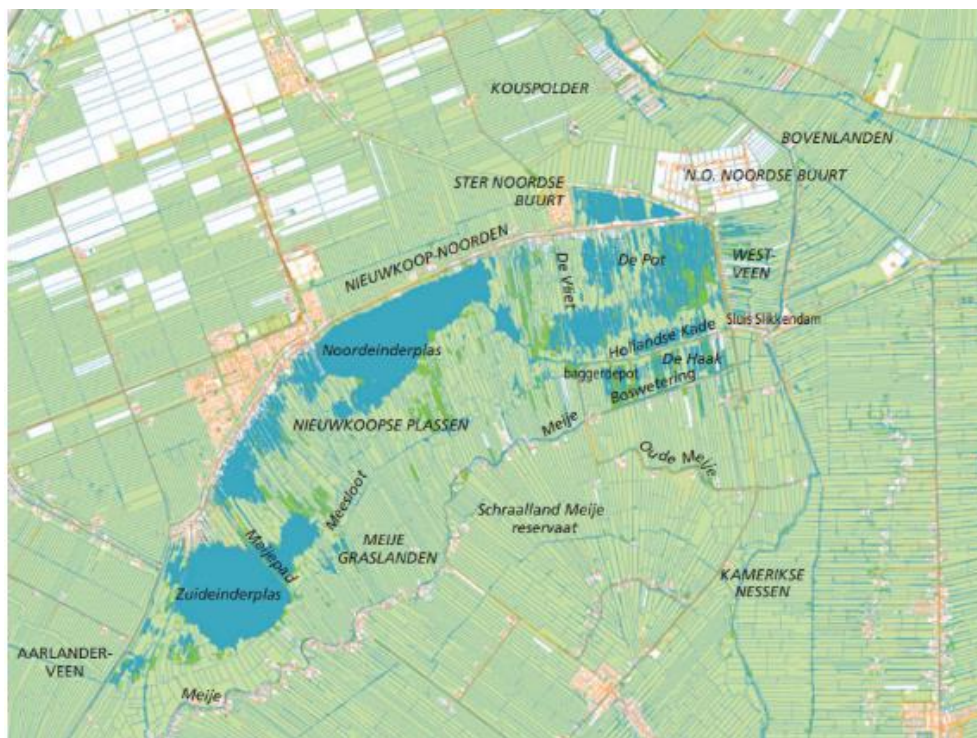 KOUSPOLDER
BOVENLANDEN
N.O. NOORDSE BUURT
STER NOORDSE
BUURT
NIEUWKOOP-NOORDEN
De Vliet
De Pot
WEST-
VEEN
Sluis Slikkendam
Hollandse Kade
De Haak
baggerdepot
Boswetering
Noordeinderplas
NIEUWKOOPSE PLASSEN
Meije
Oude Meije
Meesloot
Schraalland Meije
reservaat
MEIJE
GRASLANDEN
Meijepad
KAMERIKSE
NESSEN
Zuideinderplas
AARLANDER-
VEEN
Meije